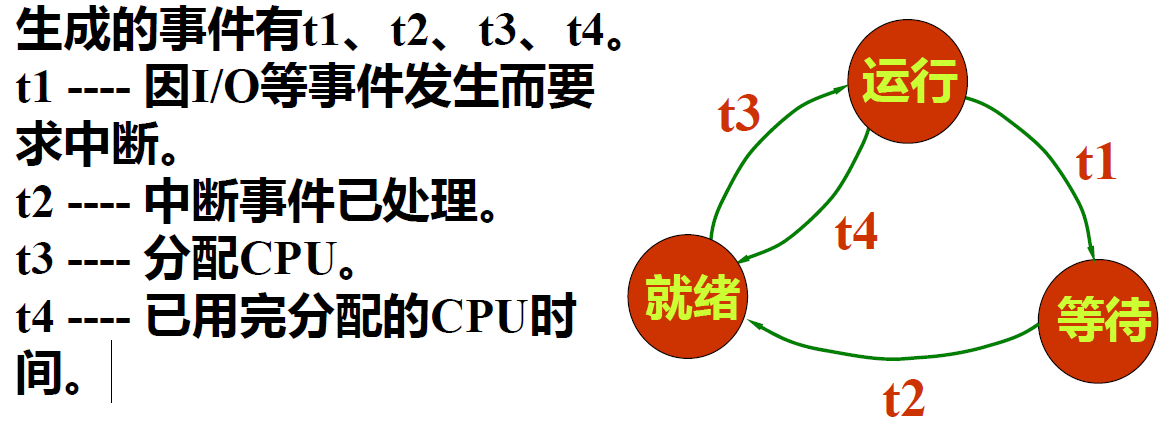 生成的事件有t1、t2、t3、t4。
t1 ---- 因I/O等事件发生而要
求中断。
t2 ---- 中断事件已处理。
t3 ---- 分配CPU。
t4 ---- 已用完分配的CPU时
间。
运行
t3
t1
t4
就绪
等待
t2